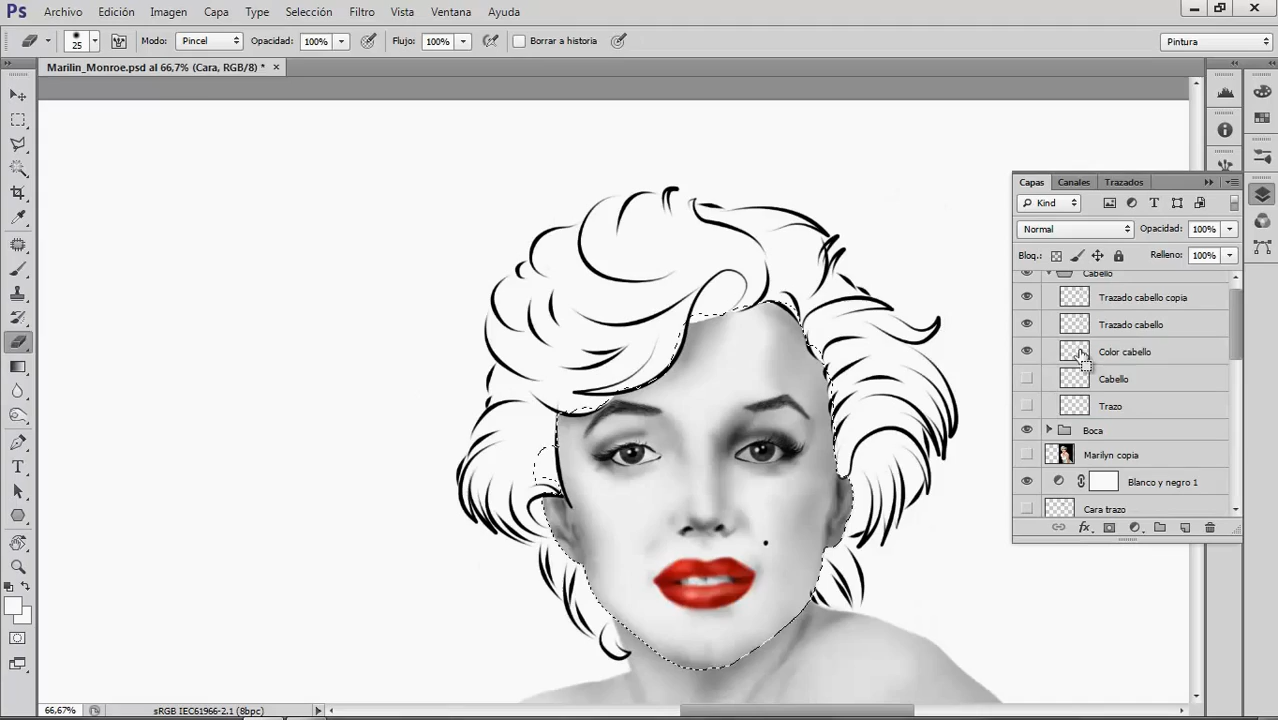 Ps Archivo Edición Imagen Capa Type Selección Filtro Vista Ventana Ayuda
25 Modo: Pincel Opacidad: 100% Flujo: 100% Borrar a historia Pintura
Marilin_Monroe.psd al 66,7% (Cara, RGB/8) *
Capas Canales Trazados
Kind
Normal Opacidad: 100%
Bloq.: Relleno: 100%
Cabello
Trazado cabello copia
Trazado cabello
Color cabello
Cabello
Trazo
Boca
Marilyn copia
Blanco y negro 1
Cara trazo
fx
66,67% sRGB IEC61966-2.1 (8bpc)